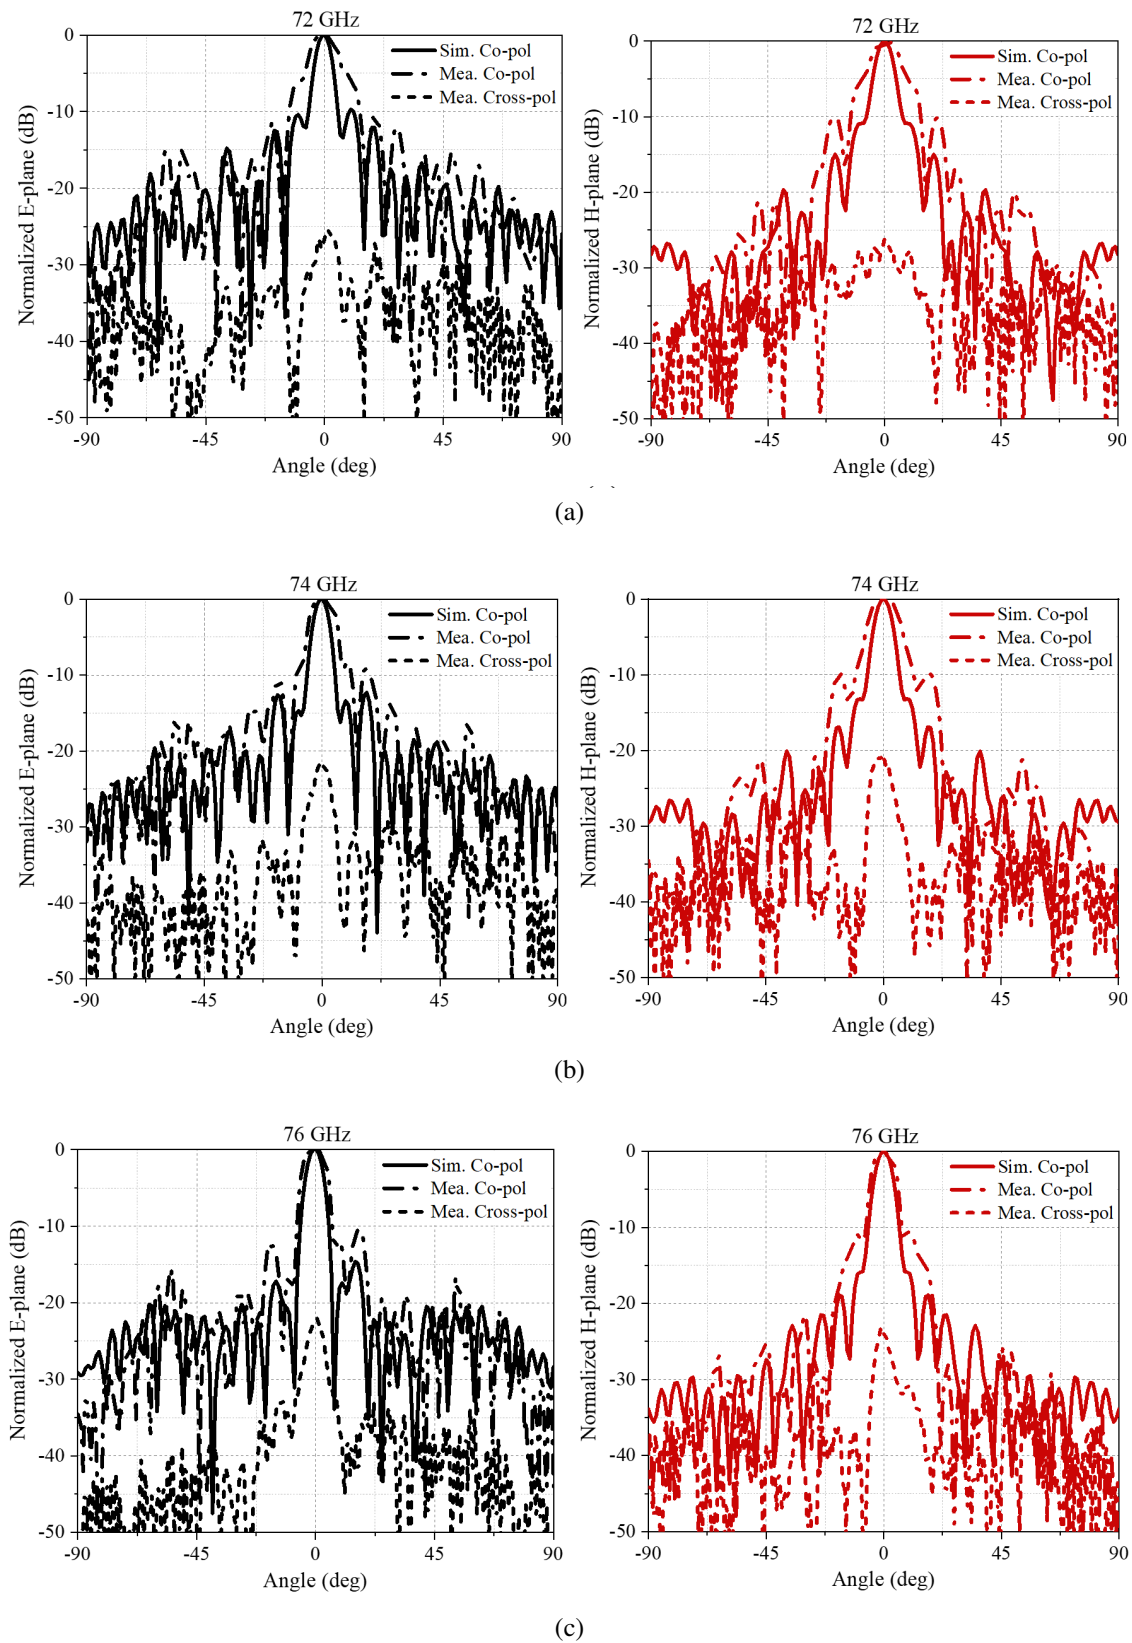 72 GHz
Sim. Co-pol
Mea. Co-pol
Mea. Cross-pol
Normalized E-plane (dB)
0
-10
-20
-30
-40
-50
-90
-45
0
45
90
Angle (deg)
72 GHz
Sim. Co-pol
Mea. Co-pol
Mea. Cross-pol
Normalized H-plane (dB)
0
-10
-20
-30
-40
-50
-90
-45
0
45
90
Angle (deg)
(a)
74 GHz
Sim. Co-pol
Mea. Co-pol
Mea. Cross-pol
Normalized E-plane (dB)
0
-10
-20
-30
-40
-50
-90
-45
0
45
90
Angle (deg)
74 GHz
Sim. Co-pol
Mea. Co-pol
Mea. Cross-pol
Normalized H-plane (dB)
0
-10
-20
-30
-40
-50
-90
-45
0
45
90
Angle (deg)
(b)
76 GHz
Sim. Co-pol
Mea. Co-pol
Mea. Cross-pol
Normalized E-plane (dB)
0
-10
-20
-30
-40
-50
-90
-45
0
45
90
Angle (deg)
76 GHz
Sim. Co-pol
Mea. Co-pol
Mea. Cross-pol
Normalized H-plane (dB)
0
-10
-20
-30
-40
-50
-90
-45
0
45
90
Angle (deg)
(c)